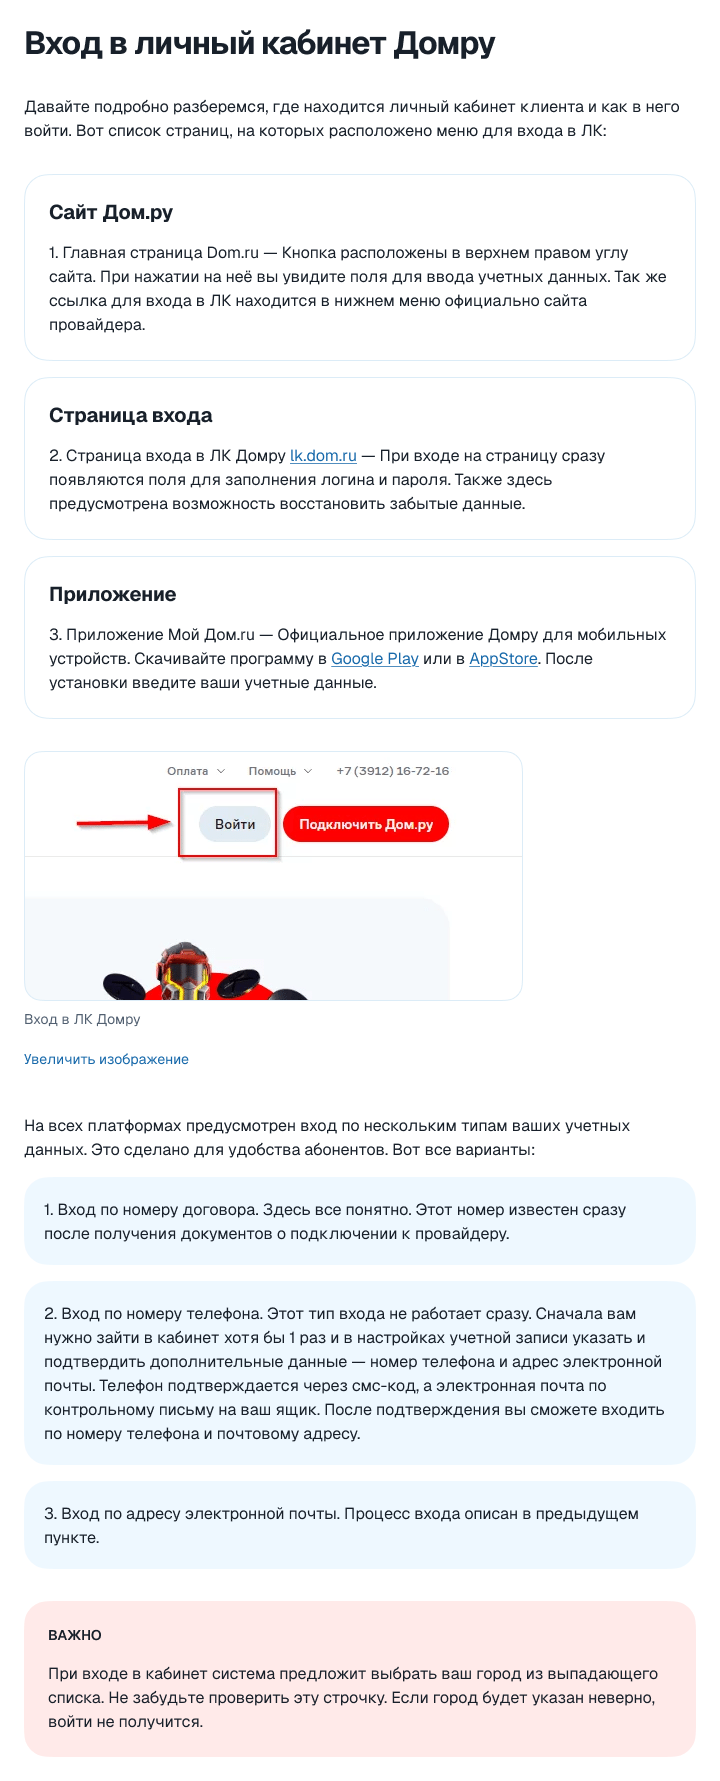 Вход в личный кабинет Домру
Давайте подробно разберемся, где находится личный кабинет клиента и как в него
войти. Вот список страниц, на которых расположено меню для входа в ЛК:
Сайт Дом.ру
1. Главная страница Dom.ru — Кнопка расположены в верхнем правом углу
сайта. При нажатии на неё вы увидите поля для ввода учетных данных. Так же
ссылка для входа в ЛК находится в нижнем меню официально сайта
провайдера.
Страница входа
2. Страница входа в ЛК Домру lk.dom.ru — При входе на страницу сразу
появляются поля для заполнения логина и пароля. Также здесь
предусмотрена возможность восстановить забытые данные.
Приложение
3. Приложение Мой Дом.ru — Официальное приложение Домру для мобильных
устройств. Скачивайте программу в Google Play или в AppStore. После
установки введите ваши учетные данные.
Оплата Помощь +7 (3912) 16-72-16
Войти Подключить Дом.ру
Вход в ЛК Домру
Увеличить изображение
На всех платформах предусмотрен вход по нескольким типам ваших учетных
данных. Это сделано для удобства абонентов. Вот все варианты:
1. Вход по номеру договора. Здесь все понятно. Этот номер известен сразу
после получения документов о подключении к провайдеру.
2. Вход по номеру телефона. Этот тип входа не работает сразу. Сначала вам
нужно зайти в кабинет хотя бы 1 раз и в настройках учетной записи указать и
подтвердить дополнительные данные — номер телефона и адрес электронной
почты. Телефон подтверждается через смс-код, а электронная почта по
контрольному письму на ваш ящик. После подтверждения вы сможете входить
по номеру телефона и почтовому адресу.
3. Вход по адресу электронной почты. Процесс входа описан в предыдущем
пункте.
ВАЖНО
При входе в кабинет система предложит выбрать ваш город из выпадающего
списка. Не забудьте проверить эту строчку. Если город будет указан неверно,
войти не получится.